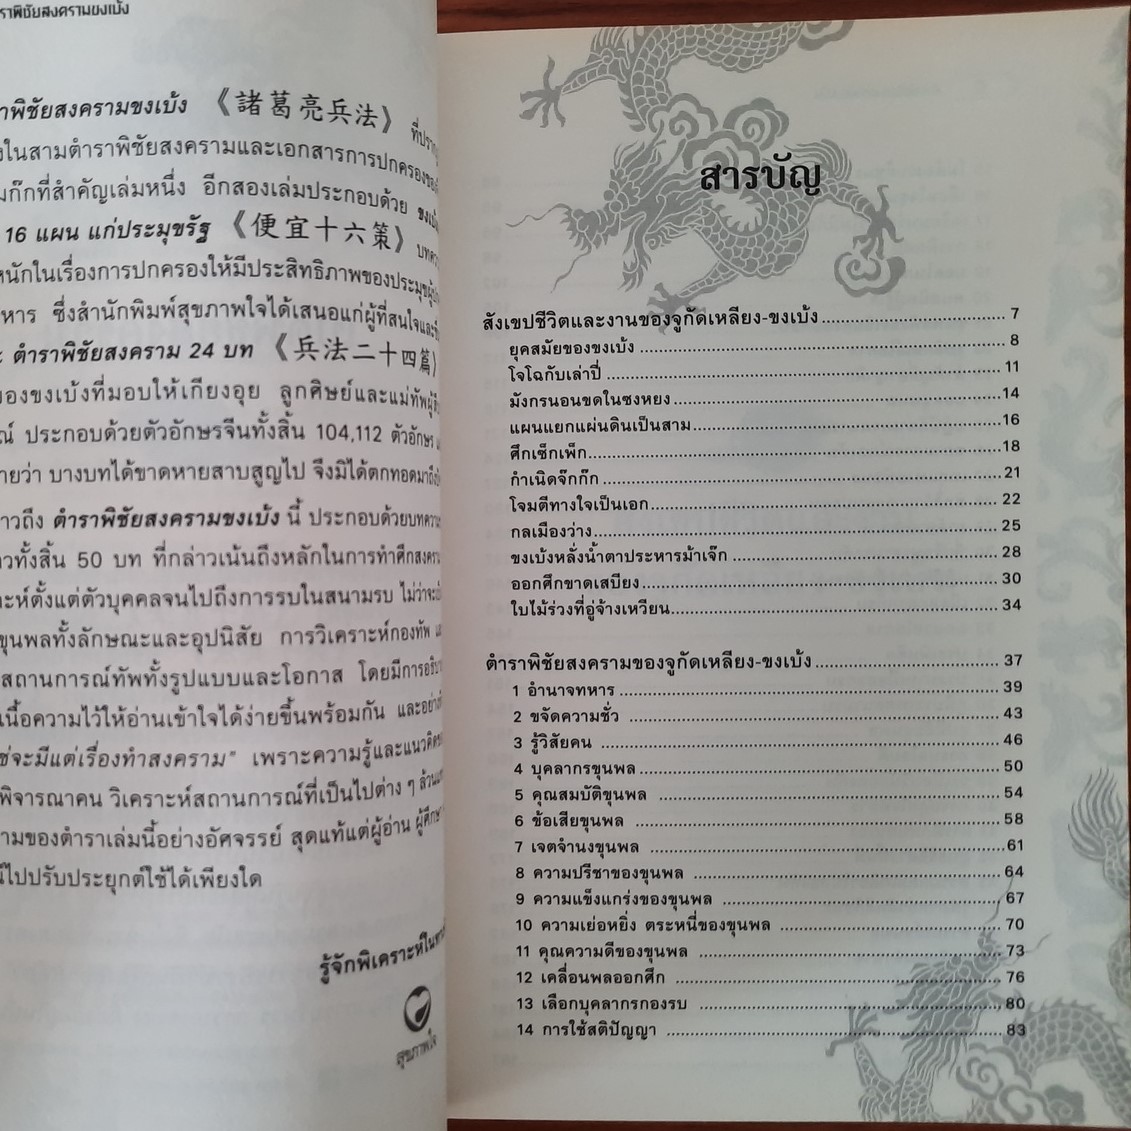 ราพิชัยสงครามขงเบ้ง
ราพิชัยสงครามขงเบ้ง 《諸葛亮兵法》
งในสามตำราพิชัยสงครามและเอกสารการปกครองของ
มก๊กที่สำคัญเล่มหนึ่ง อีกสองเล่มประกอบด้วย ขงเบ้ง
16 แผน แก่ประมุขรัฐ 《便宜十六策》
หนักในเรื่องการปกครองให้มีประสิทธิภาพของประมุข
หาร ซึ่งสำนักพิมพ์สุขภาพใจได้เสนอแก่ผู้ที่สนใจและ
ะ ตำราพิชัยสงคราม 24 บท 《兵法二十四篇》
ของขงเบ้งที่มอบให้เกียงอุย ลูกศิษย์และแม่ทัพผู้
ณ์ ประกอบด้วยตัวอักษรจีนทั้งสิ้น 104,112 ตัวอักษร
ายว่า บางบทได้ขาดหายสาบสูญไป จึงมิได้ตกทอดมาถึง
าวถึง ตำราพิชัยสงครามขงเบ้ง นี้ ประกอบด้วยบทความ
วทั้งสิ้น 50 บท ที่กล่าวเน้นถึงหลักในการทำศึกสงคร
ะห์ตั้งแต่ตัวบุคคลจนไปถึงการรบในสนามรบ ไม่ว่าจะ
ขุนพลทั้งลักษณะและอุปนิสัย การวิเคราะห์กองทัพ
สถานการณ์ทัพทั้งรูปแบบและโอกาส โดยมีการอธิบา
เนื้อความไว้ให้อ่านเข้าใจได้ง่ายขึ้นพร้อมกัน และอย่าง
ช่จะมีแต่เรื่องทำสงคราม" เพราะความรู้และแนวคิด
พิจารณาคน วิเคราะห์สถานการณ์ที่เป็นไปต่าง ๆ ล้วน
ามของตำราเล่มนี้อย่างอัศจรรย์ สุดแท้แต่ผู้อ่าน ผู้ศึกษา
ไปปรับประยุกต์ใช้ได้เพียงใด
รู้จักพิเคราะห์ใน
สุขภาพใจ
สารบัญ
สังเขปชีวิตและงานของจูกัดเหลียง-ขงเบ้ง 7
ยุคสมัยของขงเบ้ง 8
โจโฉกับเล่าปี่ 11
มังกรนอนขดในซงหยง 14
แผนแยกแผ่นดินเป็นสาม 16
ศึกเซ็กเพ็ก 18
กำเนิดจ๊กก๊ก 21
โจมตีทางใจเป็นเอก 22
กลเมืองว่าง 25
ขงเบ้งหลั่งน้ำตาประหารม้าเจ๊ก 28
ออกศึกขาดเสบียง 30
ใบไม้ร่วงที่อู่จ้างเหวียน 34
ตำราพิชัยสงครามของจูกัดเหลียง-ขงเบ้ง 37
1 อำนาจทหาร 39
2 ขจัดความชั่ว 43
3 รู้วิสัยคน 46
4 บุคลากรขุนพล 50
5 คุณสมบัติขุนพล 54
6 ข้อเสียขุนพล 58
7 เจตจำนงขุนพล 61
8 ความปรีชาของขุนพล 64
9 ความแข็งแกร่งของขุนพล 67
10 ความเย่อหยิ่ง ตระหนี่ของขุนพล 70
11 คุณความดีของขุนพล 73
12 เคลื่อนพลออกศึก 76
13 เลือกบุคลากรกองรบ 80
14 การใช้สติปัญญา 83